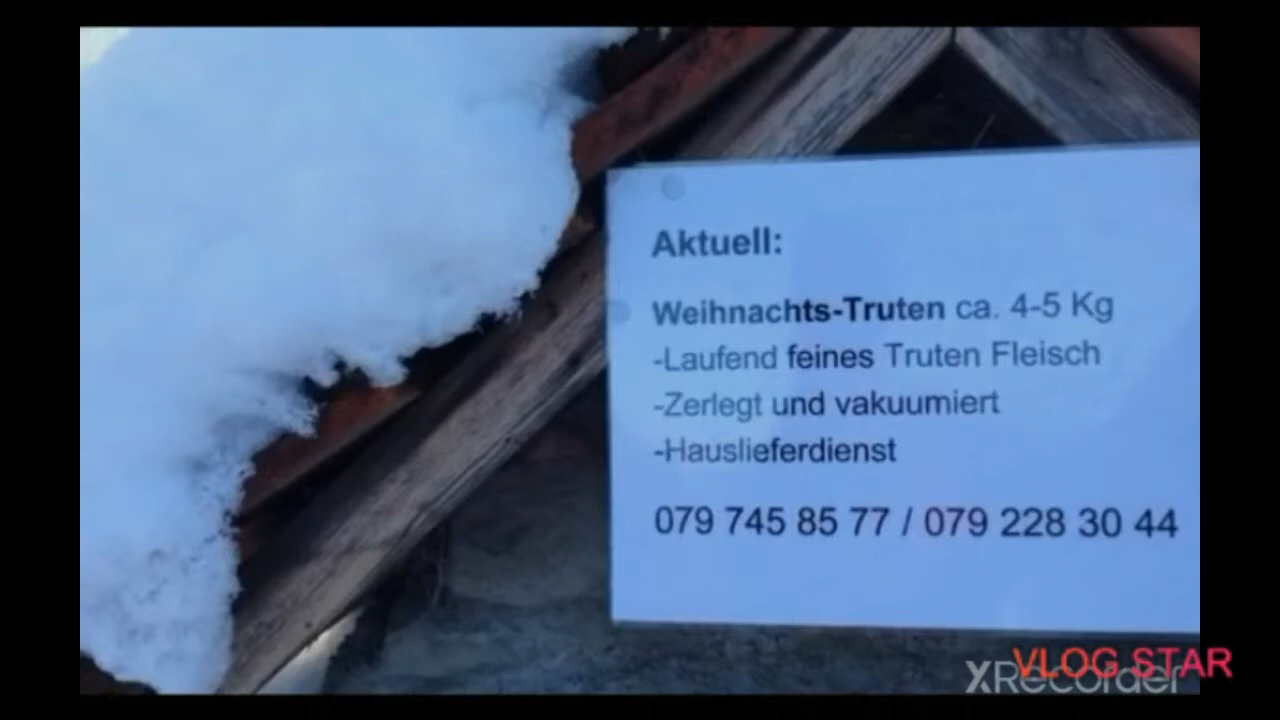 Aktuell:
Weihnachts-Truten ca. 4-5 Kg
-Laufend feines Truten Fleisch
-Zerlegt und vakuumiert
-Hauslieferdienst
079 745 85 77 / 079 228 30 44
XRecorder
VLOG STAR